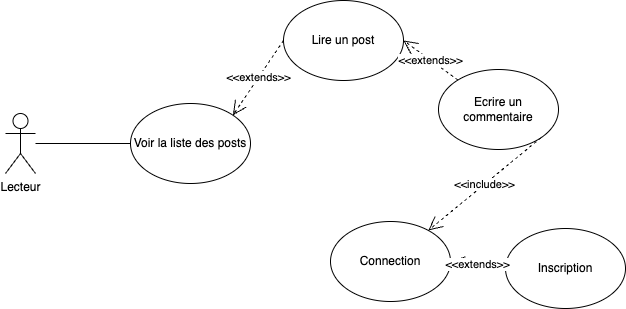 Lire un post
<<extends>>
<<extends>>
Ecrire un
commentaire
Voir la liste des posts
Lecteur
<<include>>
Connection
<<extends>>
Inscription